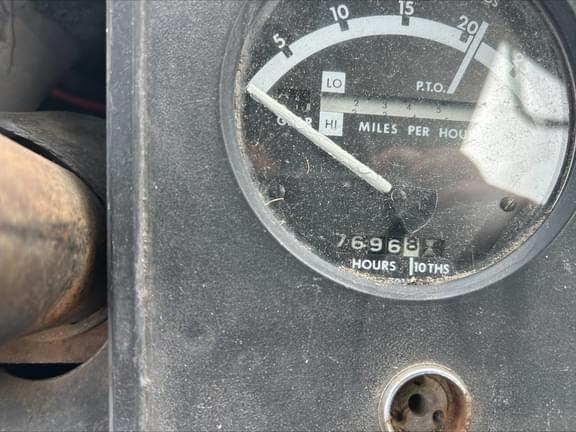 5 10 15 20
LO
P.T.O.
2 3 4 5
HI
MILES PER HOU
76968
HOURS 10THS